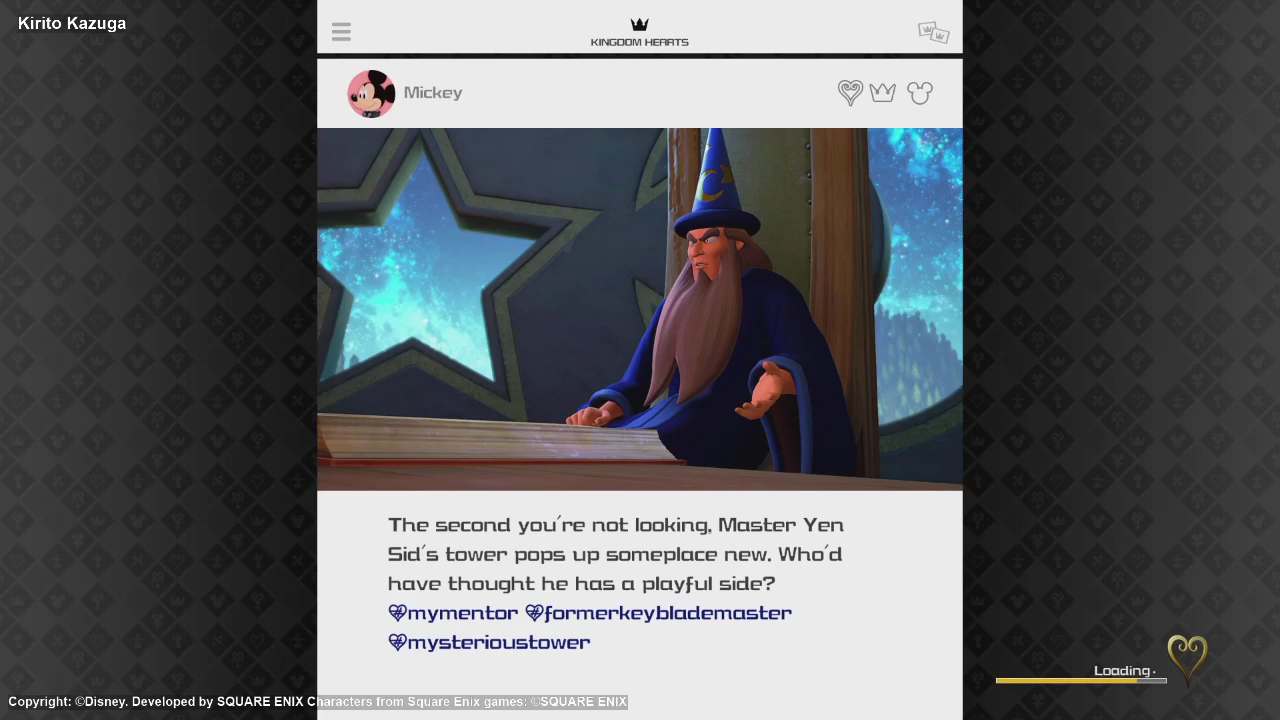 Kirito Kazuga
KINGDOM HEARTS
Mickey
The second you're not looking, Master Yen
Sid's tower pops up someplace new. Who'd
have thought he has a playful side?
#mymentor #formerkeyblademaster
#mysterioustower
Loading.
Copyright: ©Disney. Developed by SQUARE ENIX Characters from Square Enix games: ©SQUARE ENIX